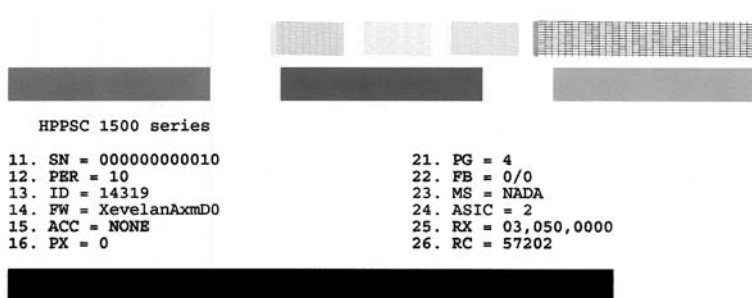 HPPSC 1500 series
11. SN = 000000000010
12. PER = 10
13. ID = 14319
14. FW = XevelanAxmD0
15. ACC = NONE
16. PX = 0
21. PG = 4
22. FB = 0/0
23. MS = NADA
24. ASIC = 2
25. RX = 03,050,0000
26. RC = 57202